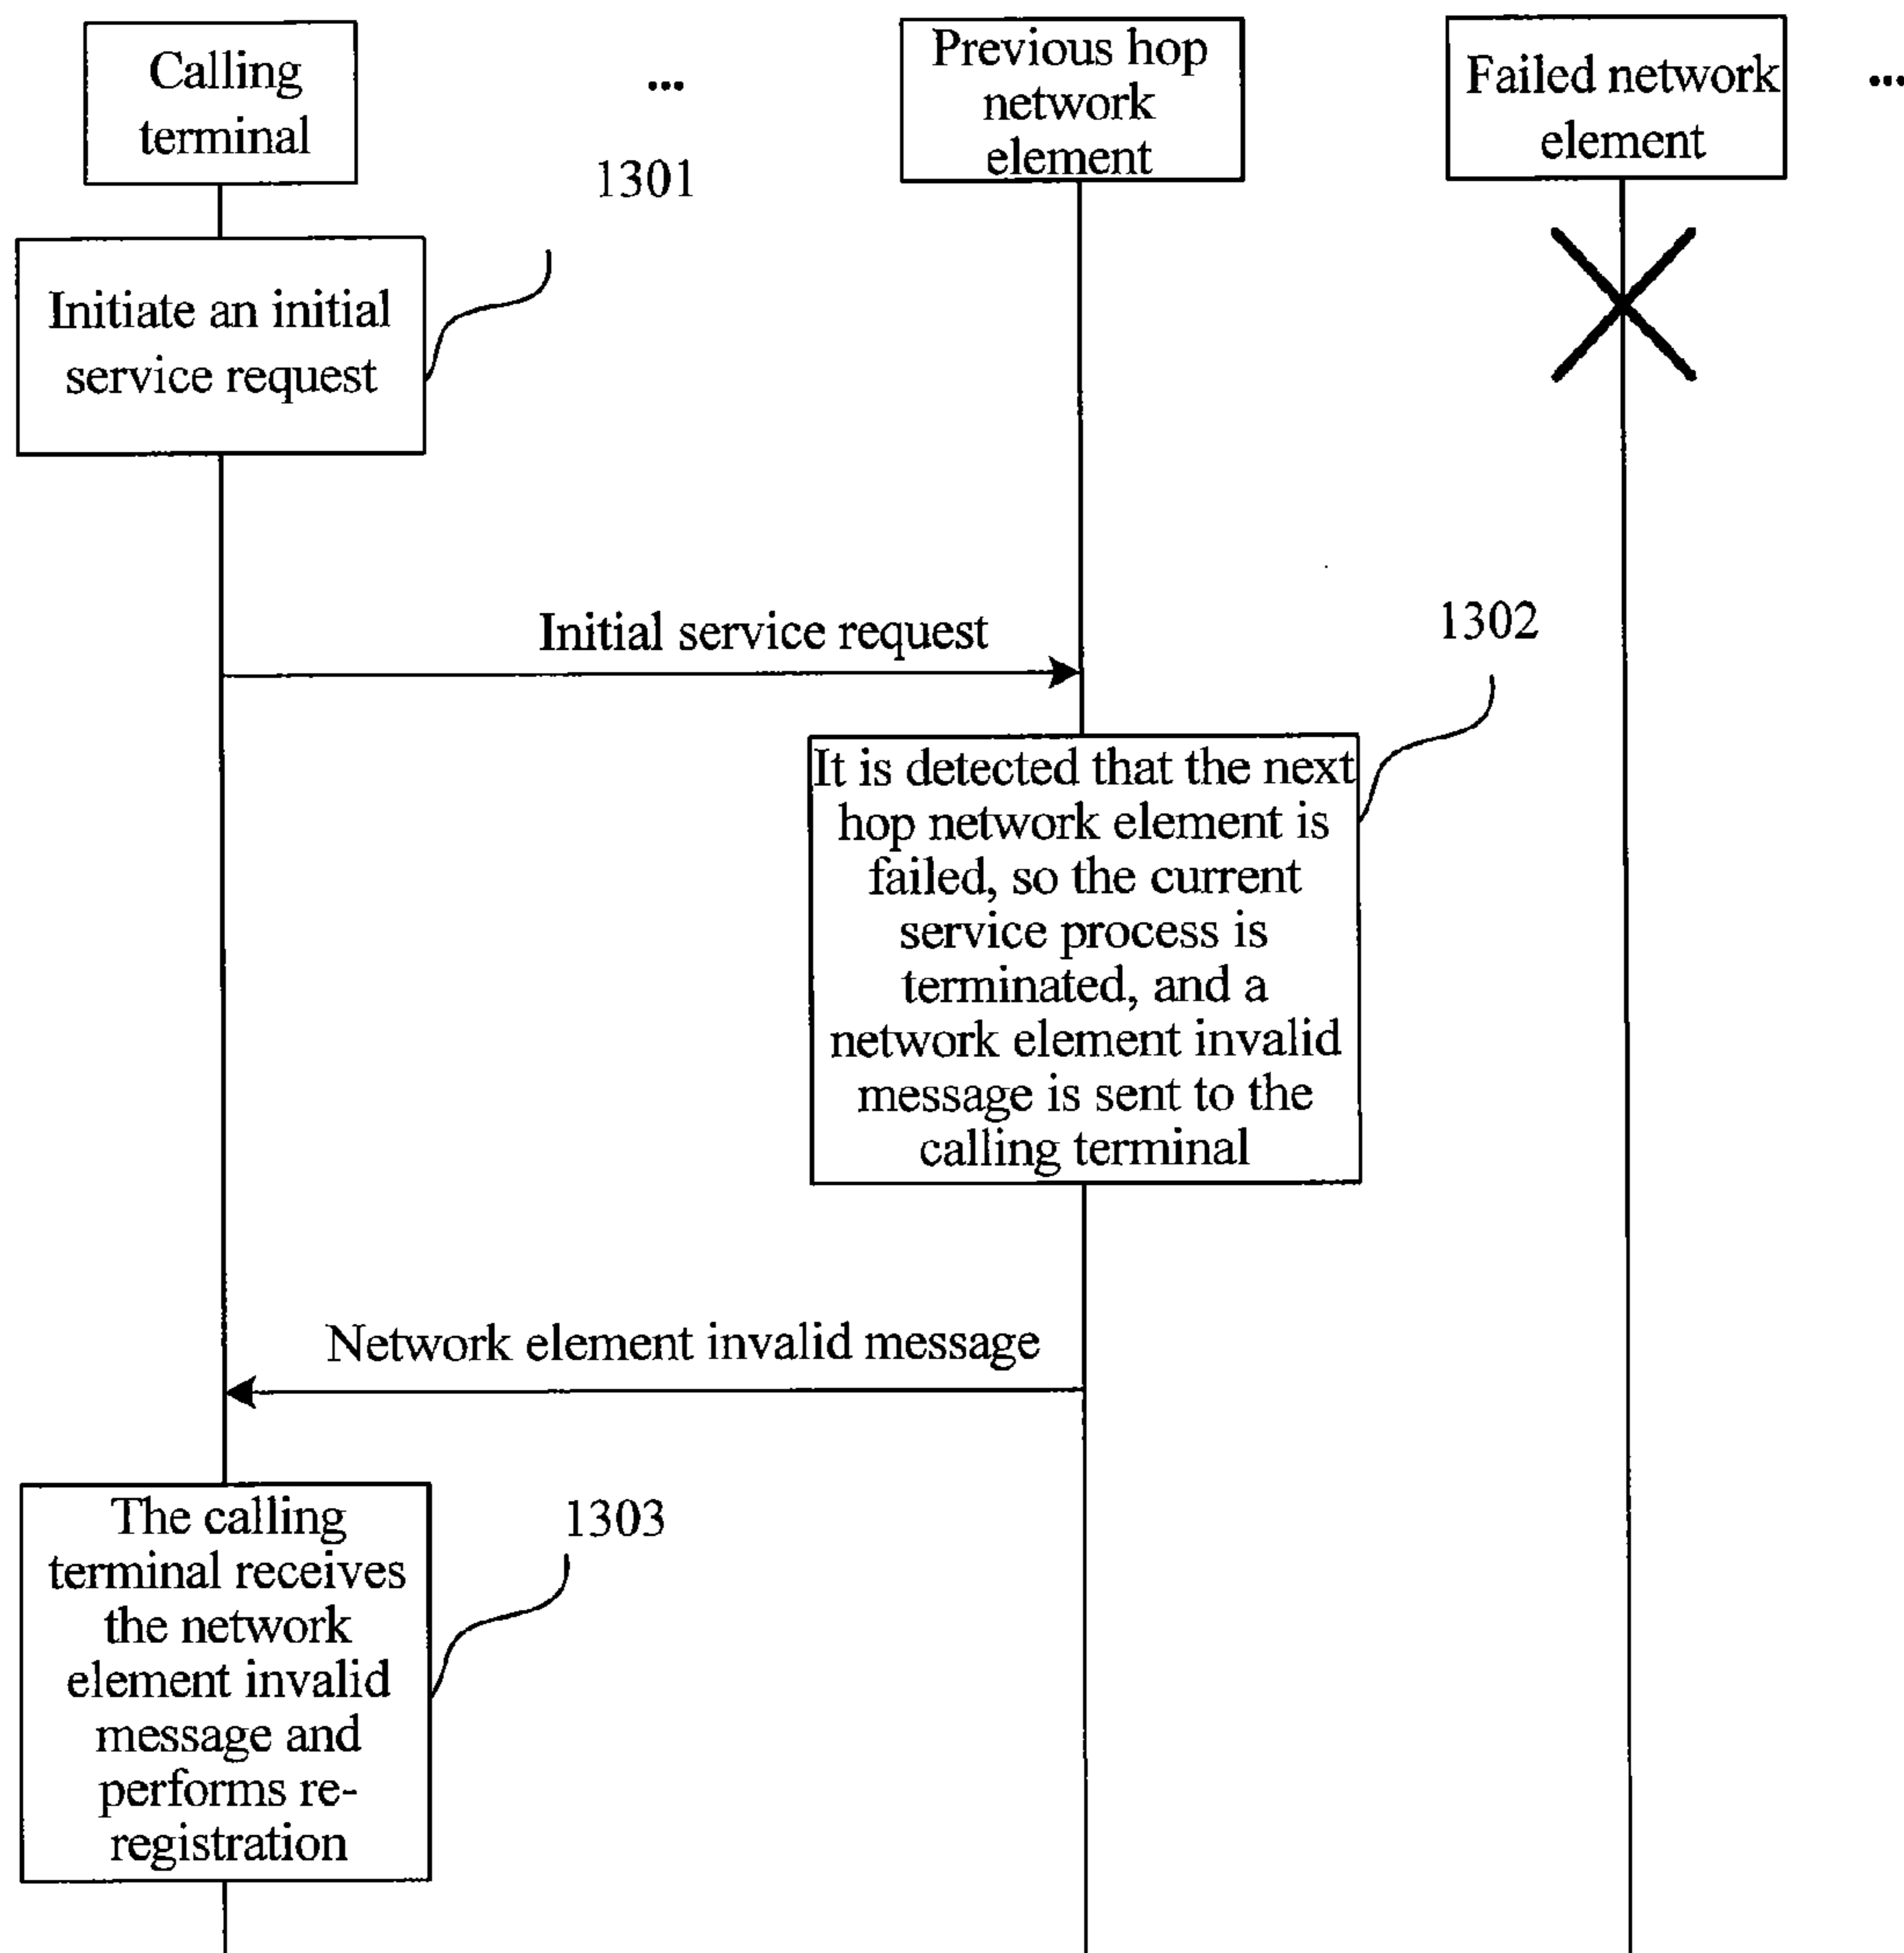 Calling
terminal
...
Previous hop
network
element
Failed network
element
...
1301
Initiate an initial
service request
Initial service request
1302
It is detected that the next
hop network element is
failed, so the current
service process is
terminated, and a
network element invalid
message is sent to the
calling terminal
Network element invalid message
The calling
terminal receives
the network
element invalid
message and
performs re-
registration
1303